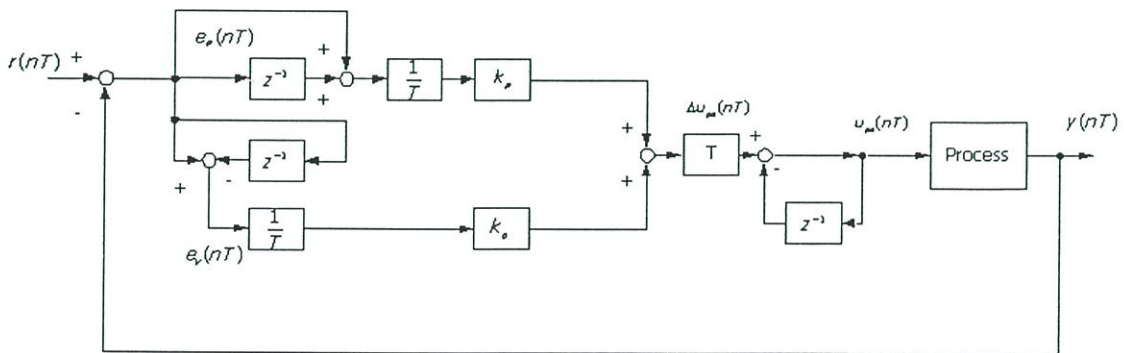 r(nT)
+
-
e_p(nT)
z^-1
+
+
1/T
k_p
z^-1
+
-
e_v(nT)
1/T
k_o
+
+
Δu_PD(nT)
T
+
-
z^-1
u_PD(nT)
Process
y(nT)